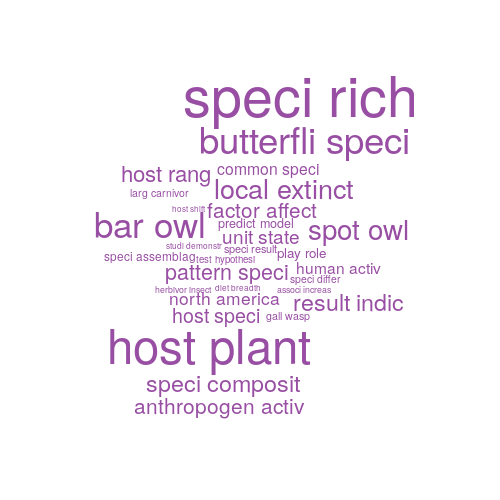 speci rich
butterfli speci
common speci
host rang
local extinct
larg carnivor
host shift
factor affect
bar owl
predict model
spot owl
unit state
studi demonstr
speci result
play role
speci assemblag
test hypothesi
pattern speci
human activ
speci differ
herbivor insect
diet breadth
associ increas
north america
result indic
host speci
gall wasp
host plant
speci composit
anthropogen activ